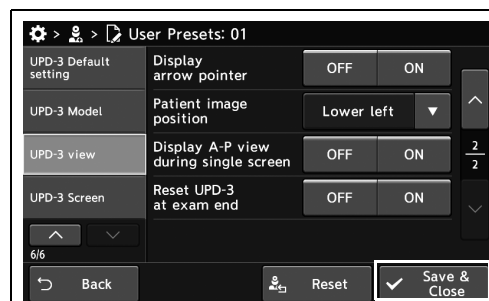 > > User Presets: 01
UPD-3 Default
setting
UPD-3 Model
UPD-3 view
UPD-3 Screen
6/6
Display
arrow pointer
OFF ON
Patient image
position
Lower left
Display A-P view
during single screen
OFF ON
Reset UPD-3
at exam end
OFF ON
2
2
Back
Reset
Save &
Close